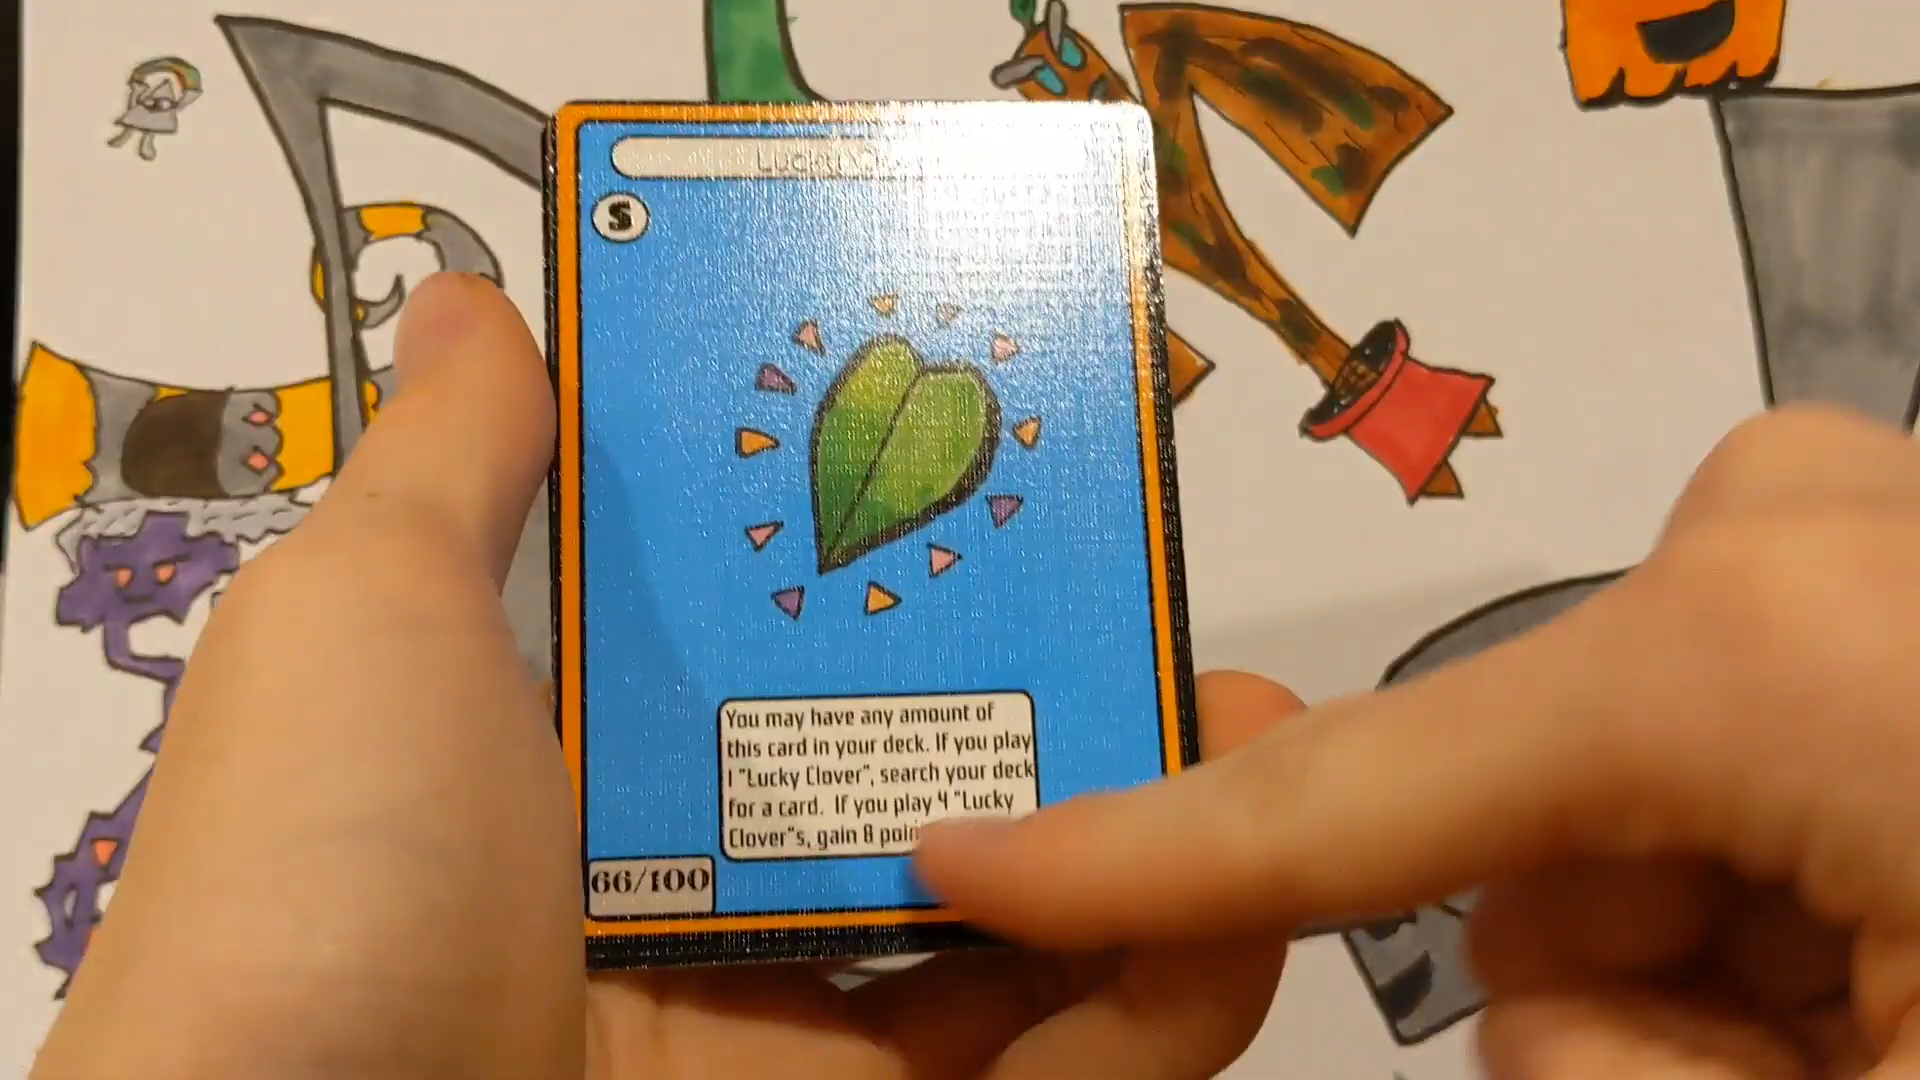 Lucky
S
You may have any amount of
this card in your deck. If you play
1 "Lucky Clover", search your deck
for a card. If you play 4 "Lucky
Clover"s, gain 8
66/100